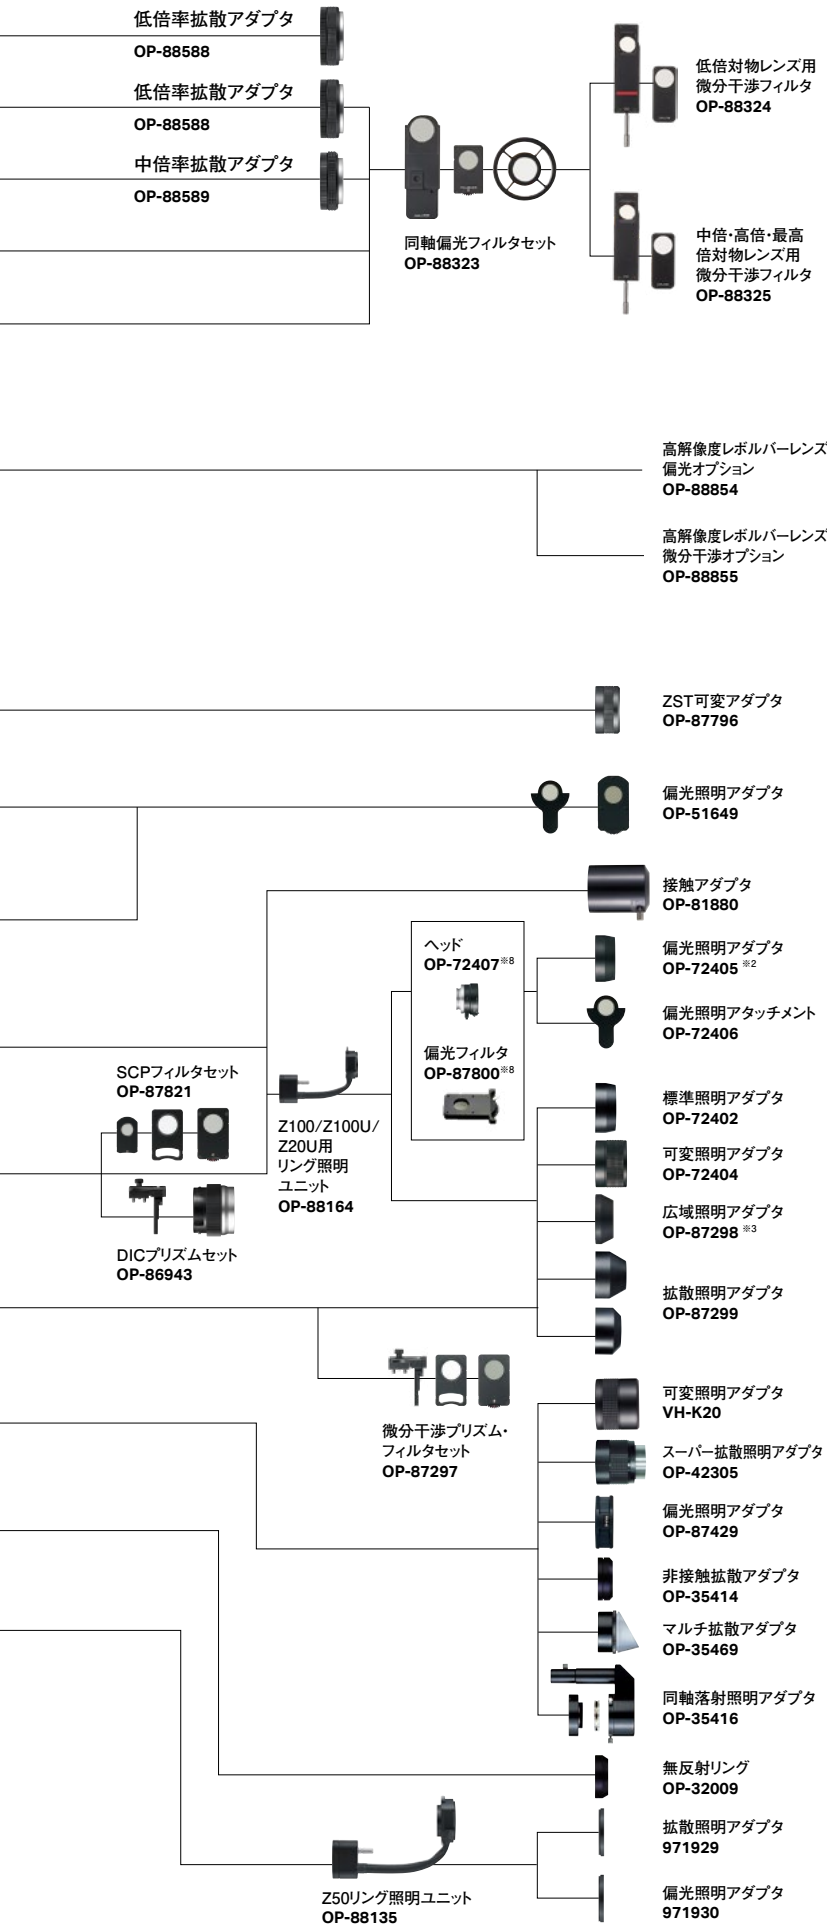 低倍率拡散アダプタ
OP-88588
低倍率拡散アダプタ
OP-88588
中倍率拡散アダプタ
OP-88589
同軸偏光フィルタセット
OP-88323
低倍対物レンズ用
微分干渉フィルタ
OP-88324
中倍・高倍・最高
倍対物レンズ用
微分干渉フィルタ
OP-88325
高解像度レボルバーレンズ
偏光オプション
OP-88854
高解像度レボルバーレンズ
微分干渉オプション
OP-88855
ZST可変アダプタ
OP-87796
偏光照明アダプタ
OP-51649
接触アダプタ
OP-81880
ヘッド
OP-72407※8
偏光フィルタ
OP-87800※8
偏光照明アダプタ
OP-72405 ※2
偏光照明アタッチメント
OP-72406
SCPフィルタセット
OP-87821
DICプリズムセット
OP-86943
Z100/Z100U/
Z20U用
リング照明
ユニット
OP-88164
標準照明アダプタ
OP-72402
可変照明アダプタ
OP-72404
広域照明アダプタ
OP-87298 ※3
拡散照明アダプタ
OP-87299
微分干渉プリズム・
フィルタセット
OP-87297
可変照明アダプタ
VH-K20
スーパー拡散照明アダプタ
OP-42305
偏光照明アダプタ
OP-87429
非接触拡散アダプタ
OP-35414
マルチ拡散アダプタ
OP-35469
同軸落射照明アダプタ
OP-35416
無反射リング
OP-32009
Z50リング照明ユニット
OP-88135
拡散照明アダプタ
971929
偏光照明アダプタ
971930